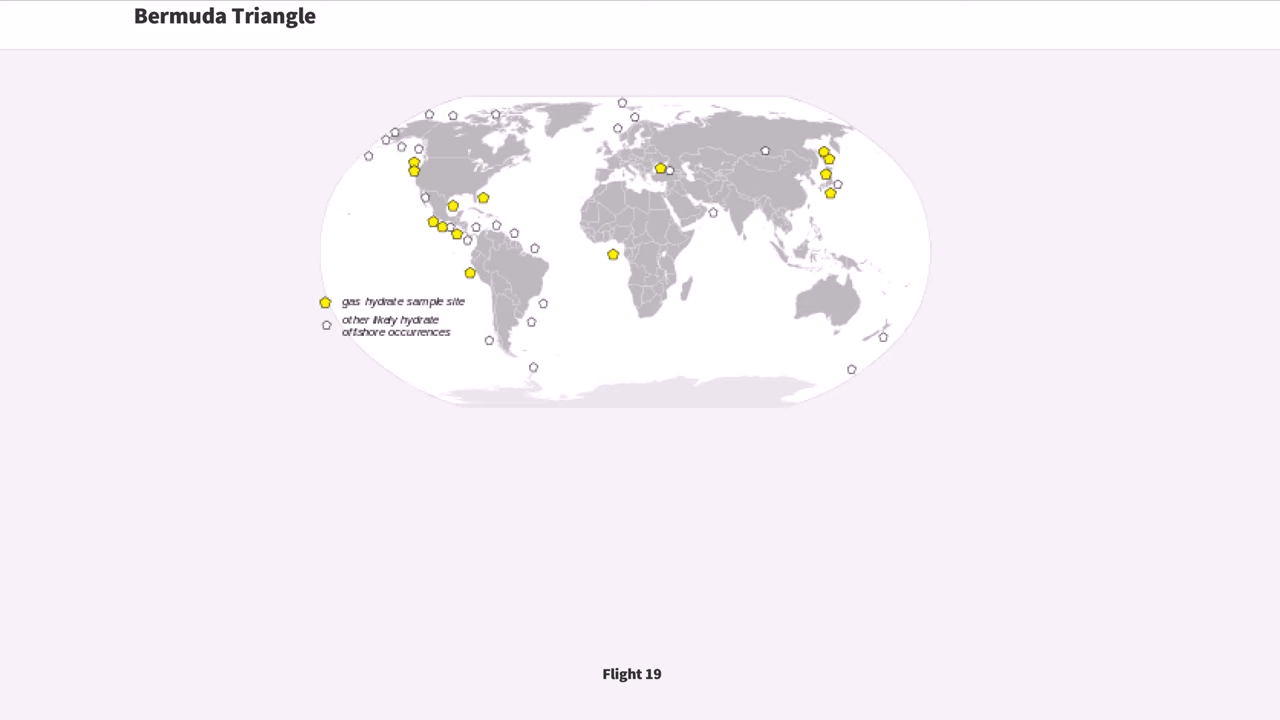 Bermuda Triangle
gas hydrate sample site
other likely hydrate
offshore occurrences
Flight 19